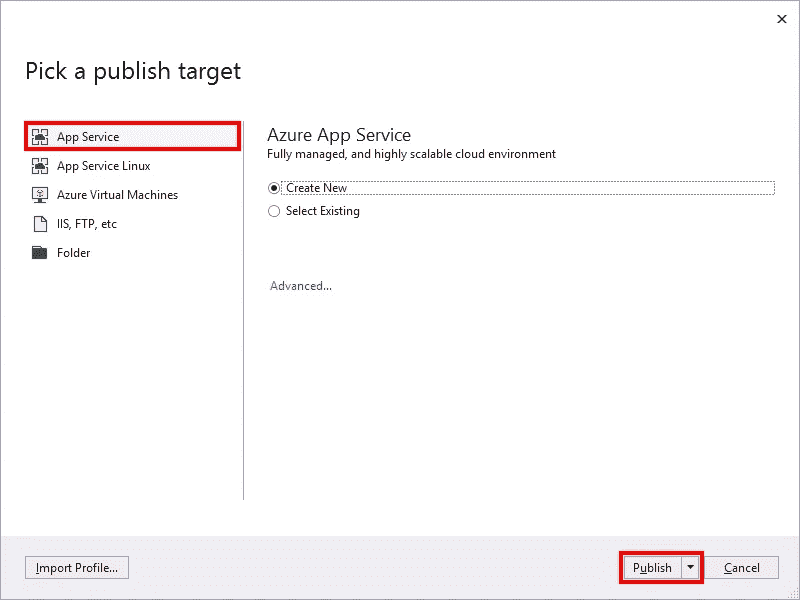 Pick a publish target
App Service
App Service Linux
Azure Virtual Machines
IIS, FTP, etc
Folder
Azure App Service
Fully managed, and highly scalable cloud environment
Create New
Select Existing
Advanced...
Import Profile...
Publish
Cancel